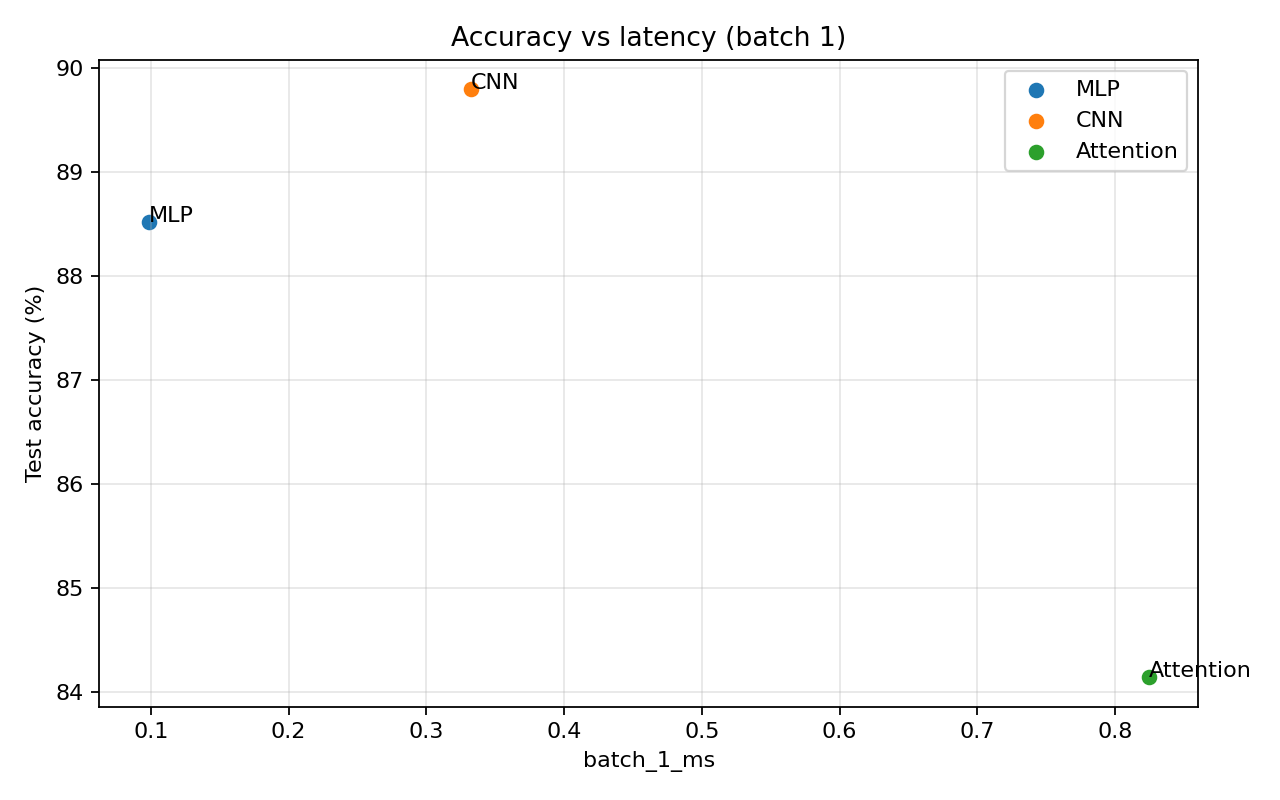 Accuracy vs latency (batch 1)
90
89
88
87
86
85
84
Test accuracy (%)
CNN
MLP
Attention
MLP
CNN
Attention
0.1
0.2
0.3
0.4
0.5
0.6
0.7
0.8
batch_1_ms